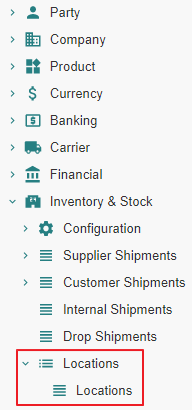 Party
Company
Product
Currency
Banking
Carrier
Financial
Inventory & Stock
Configuration
Supplier Shipments
Customer Shipments
Internal Shipments
Drop Shipments
Locations
Locations